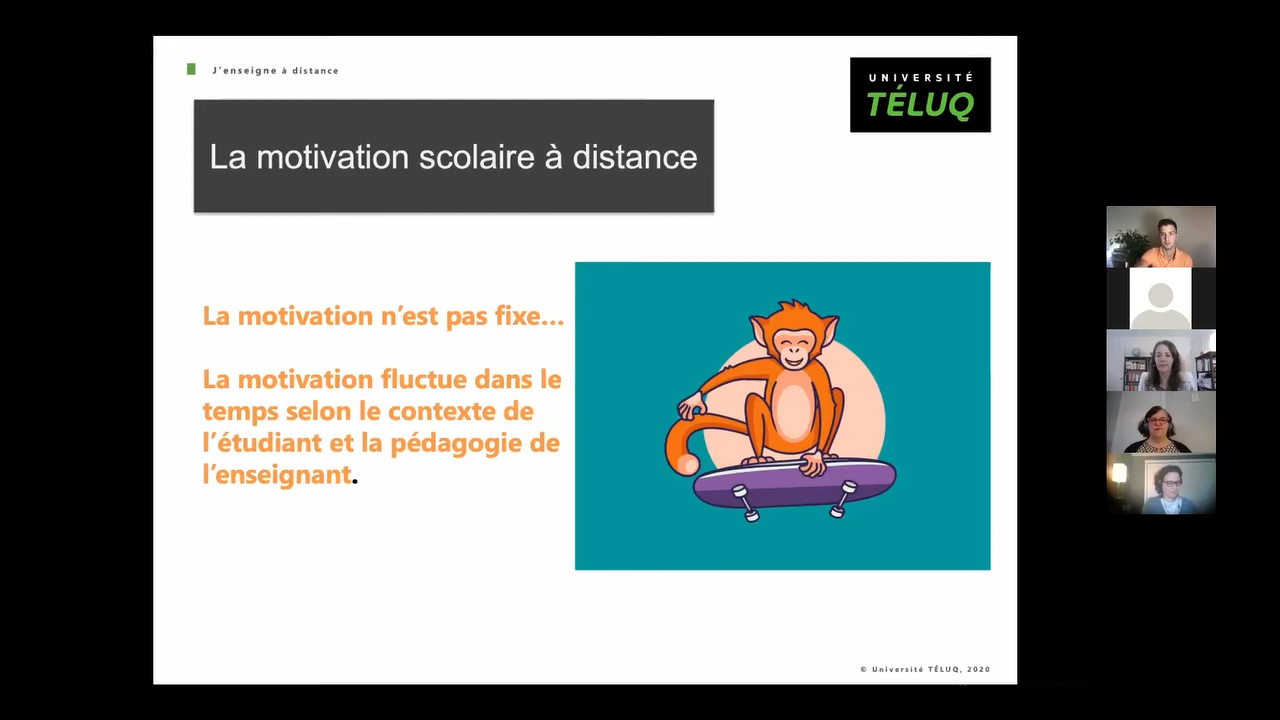 J'enseigne à distance
UNIVERSITÉ
TÉLUQ
La motivation scolaire à distance
La motivation n'est pas fixe…
La motivation fluctue dans le
temps selon le contexte de
l'étudiant et la pédagogie de
l'enseignant.
© Université TÉLUQ, 2020